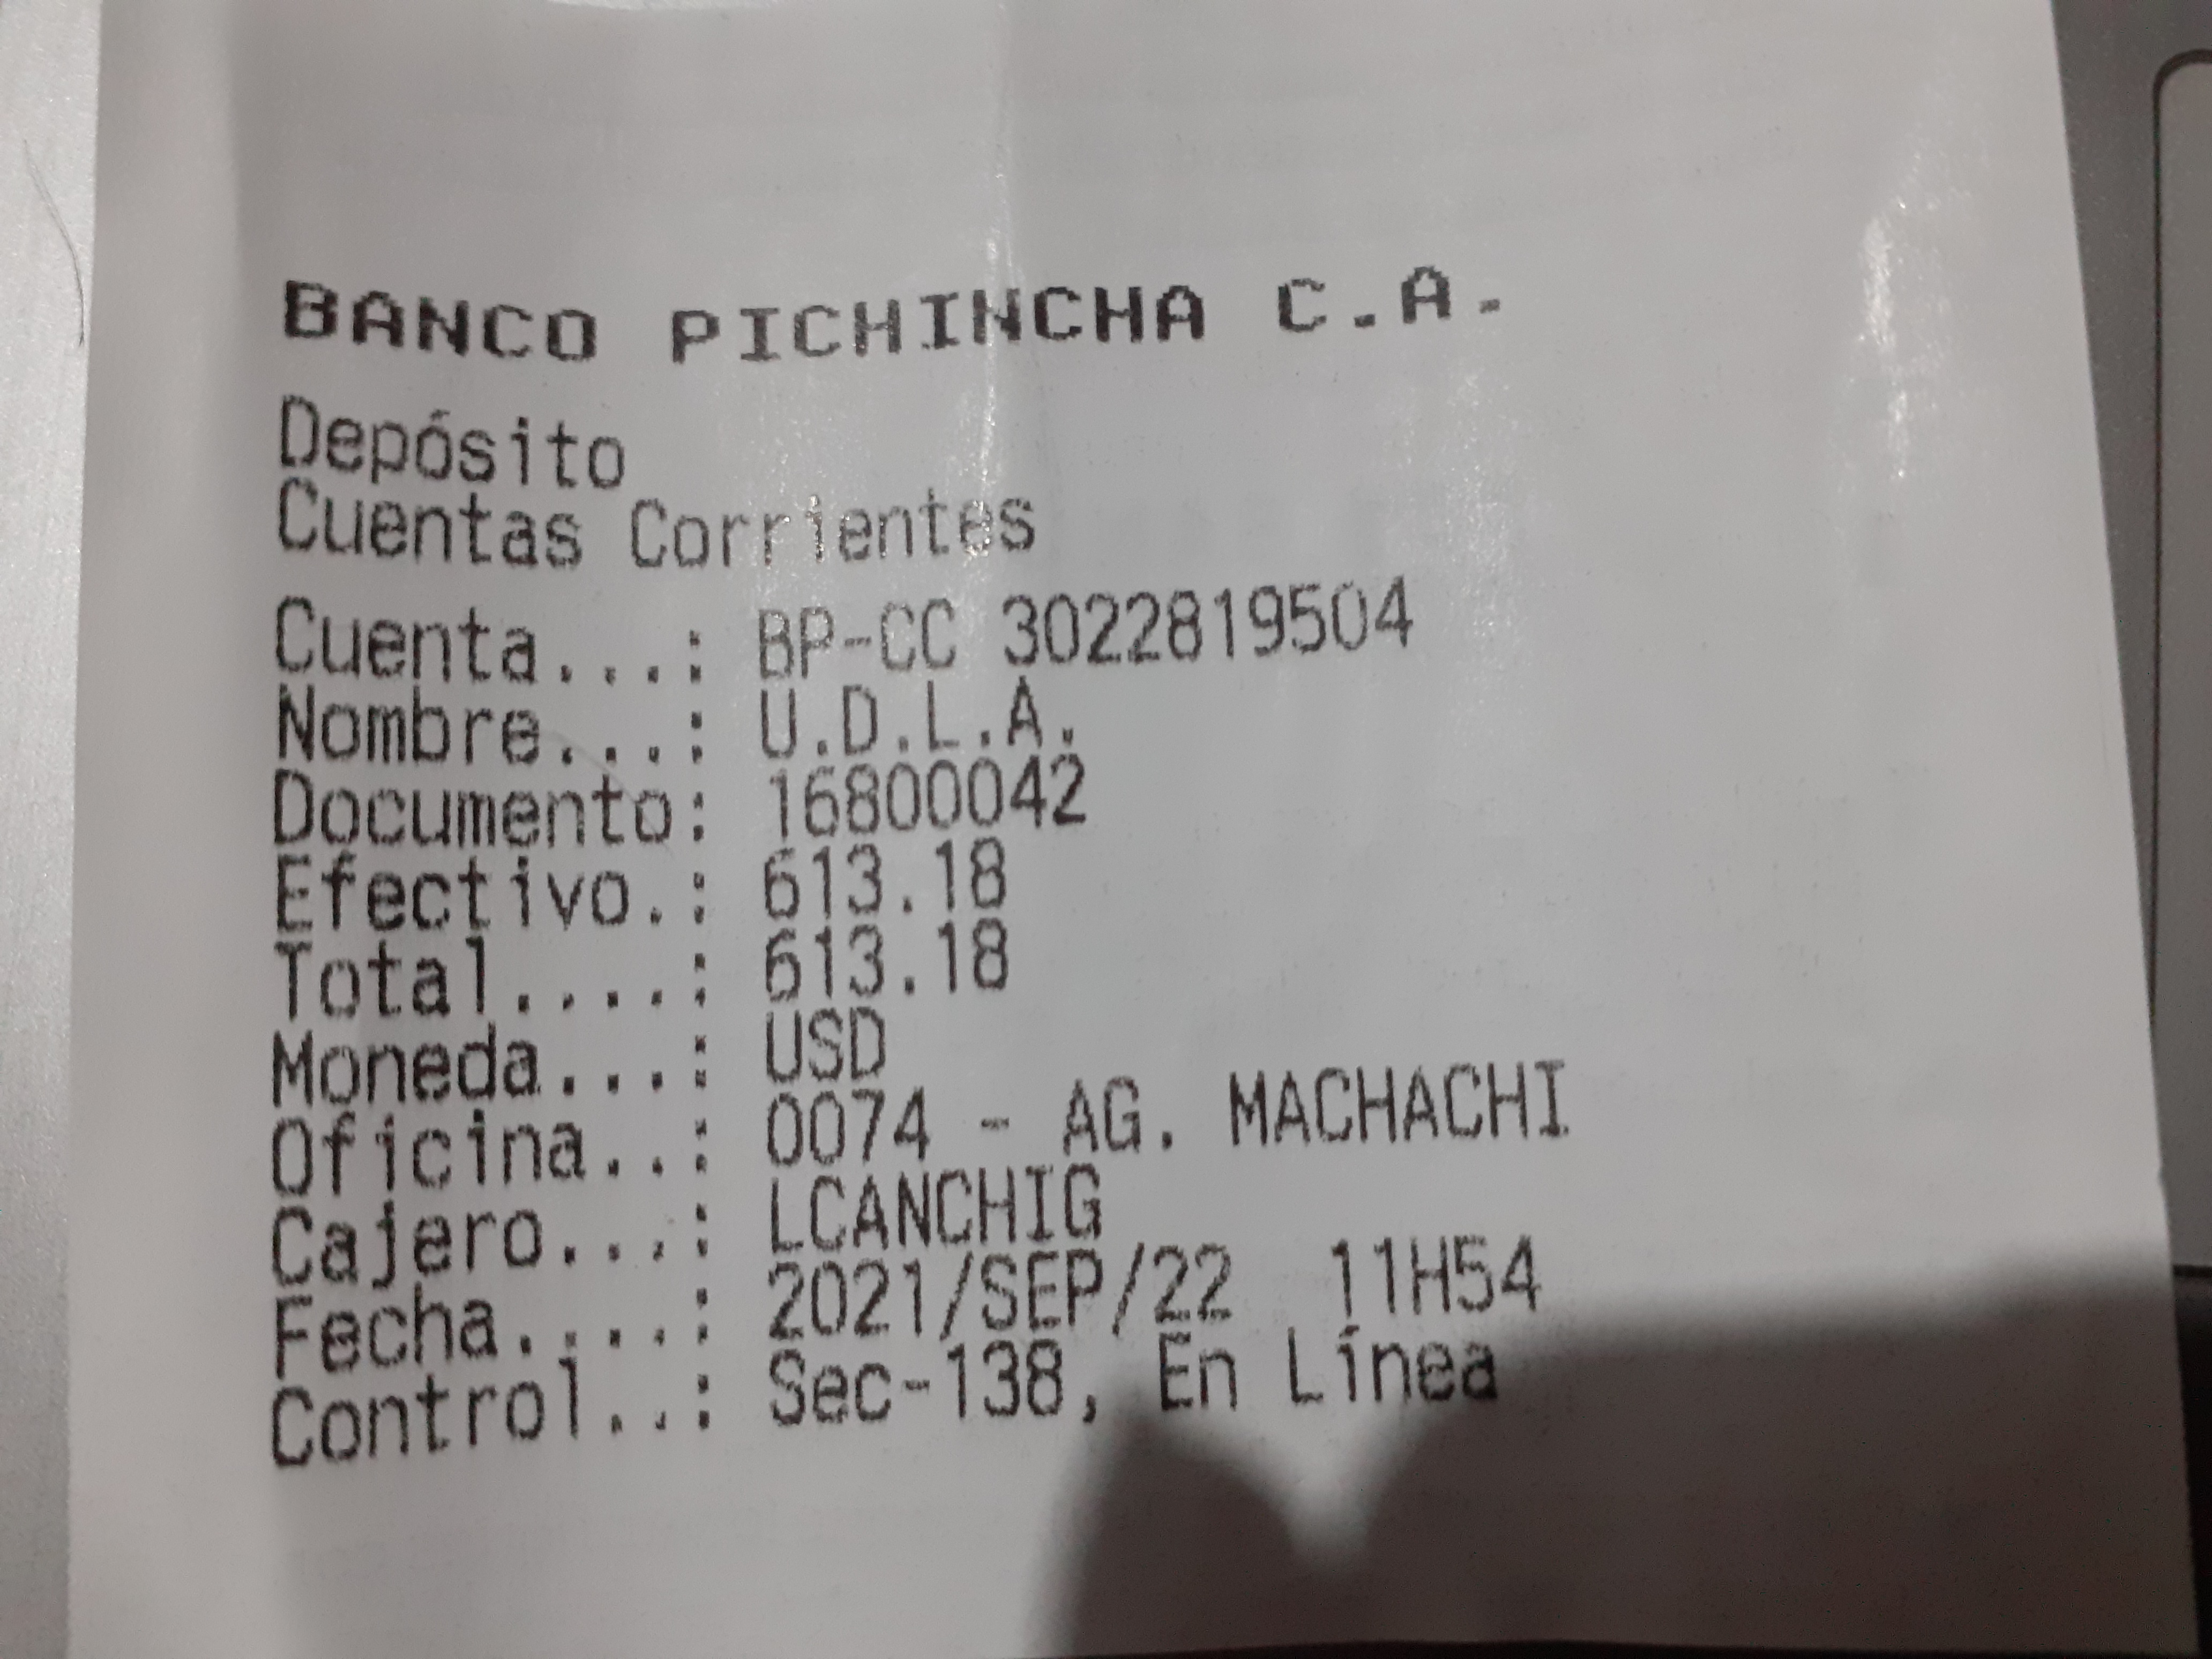 BANCO PICHINCHA C.A.
Depósito
Cuentas Corrientes
Cuenta...: BP-CC 3022819504
Nombre...: U.D.L.A.
Documento: 16800042
Efectivo.: 613.18
Total....: 613.18
Moneda...: USD
Oficina..: 0074 - AG. MACHACHI
Cajero...: LCANCHIG
Fecha....: 2021/SEP/22  11H54
Control..: Sec-138, En Línea